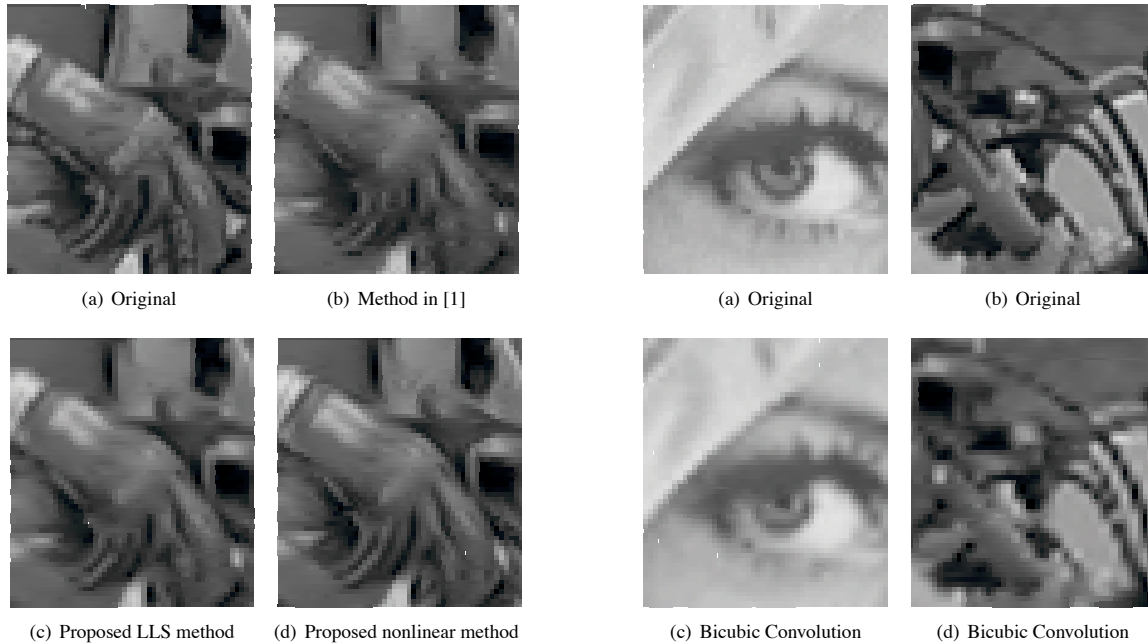 (a) Original
(b) Method in [1]
(a) Original
(b) Original
(c) Proposed LLS method
(d) Proposed nonlinear method
(c) Bicubic Convolution
(d) Bicubic Convolution